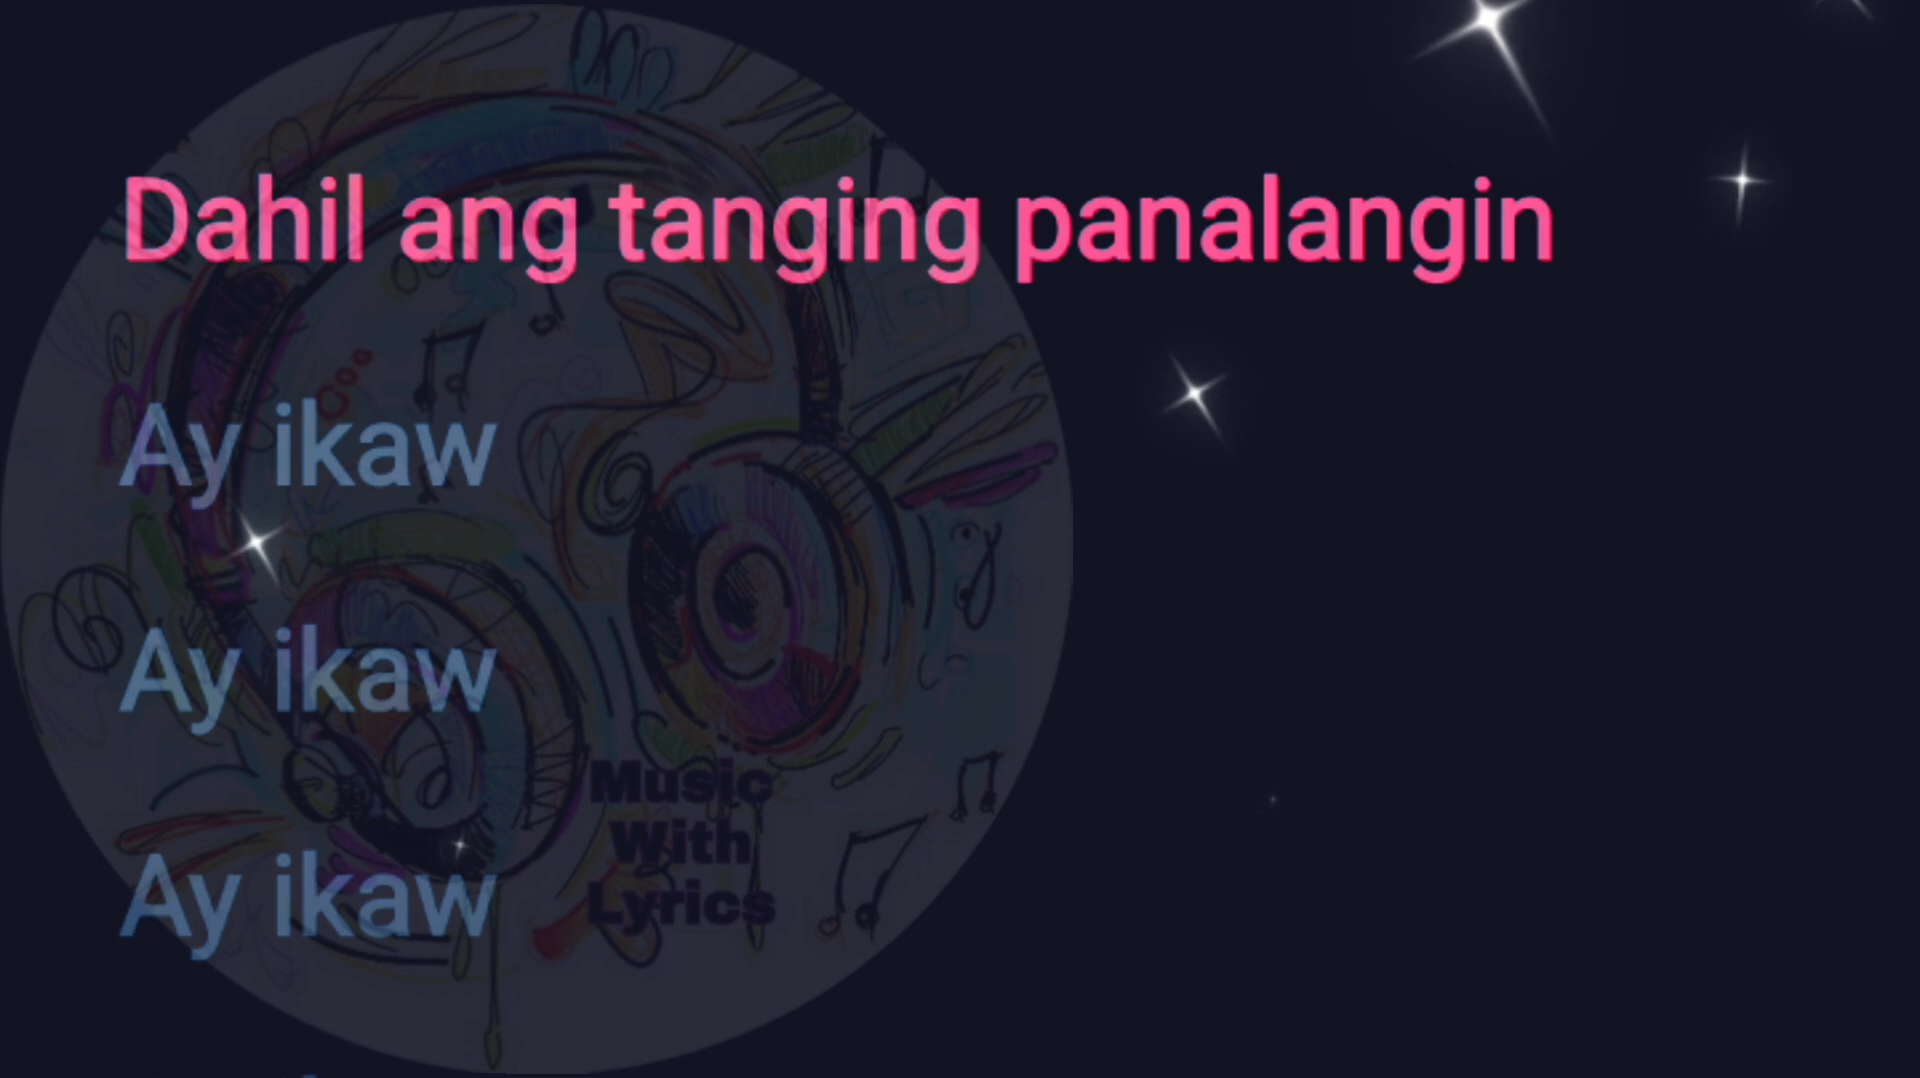 Dahil ang tanging panalangin
Ay ikaw
Ay ikaw
Ay ikaw
Music
With
Lyrics